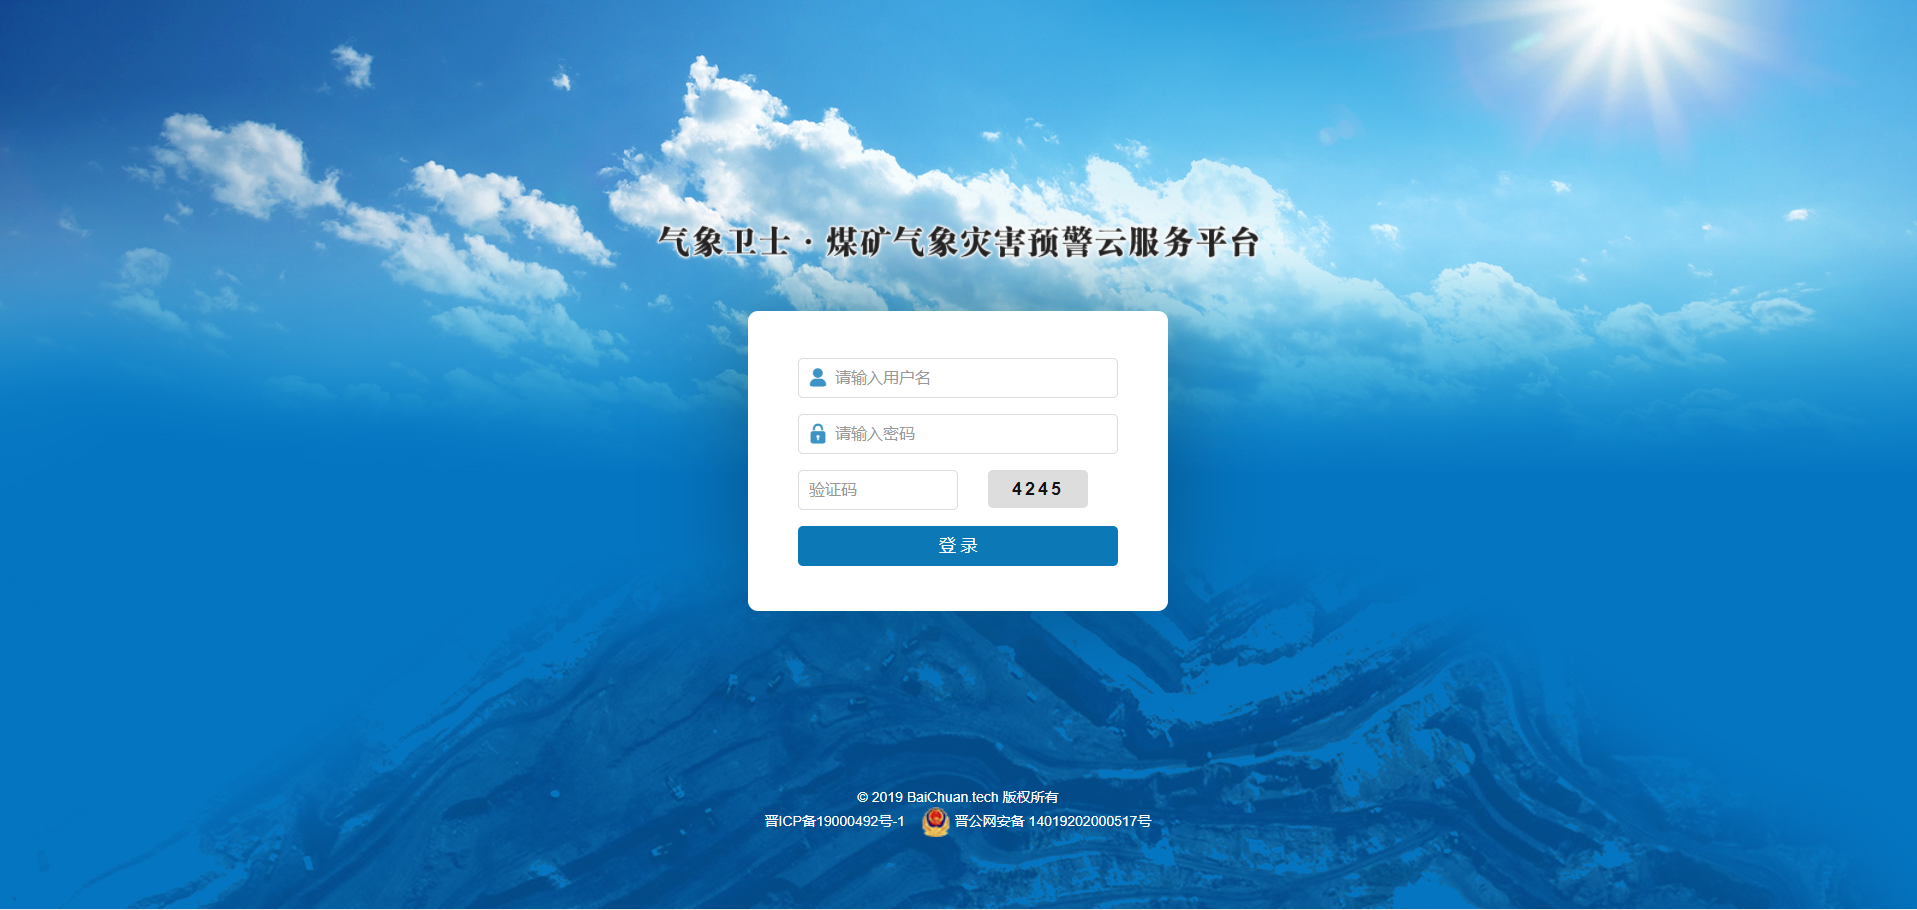 气象卫士·煤矿气象灾害预警云服务平台
请输入用户名
请输入密码
验证码 4245
登录
© 2019 BaiChuan.tech 版权所有
晋ICP备19000492号-1 晋公网安备 14019202000517号